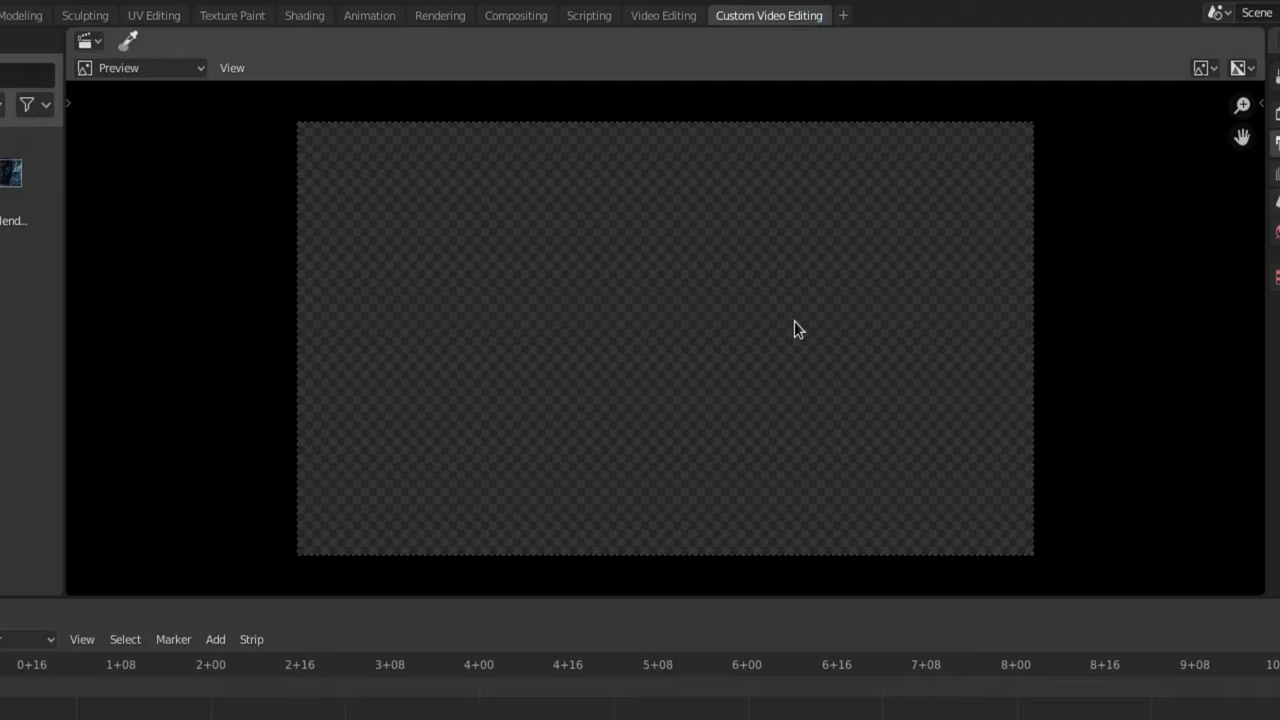 Modeling Sculpting UV Editing Texture Paint Shading Animation Rendering Compositing Scripting Video Editing Custom Video Editing + Scene
Preview View
lend...
View Select Marker Add Strip
0+16 1+08 2+00 2+16 3+08 4+00 4+16 5+08 6+00 6+16 7+08 8+00 8+16 9+08 10